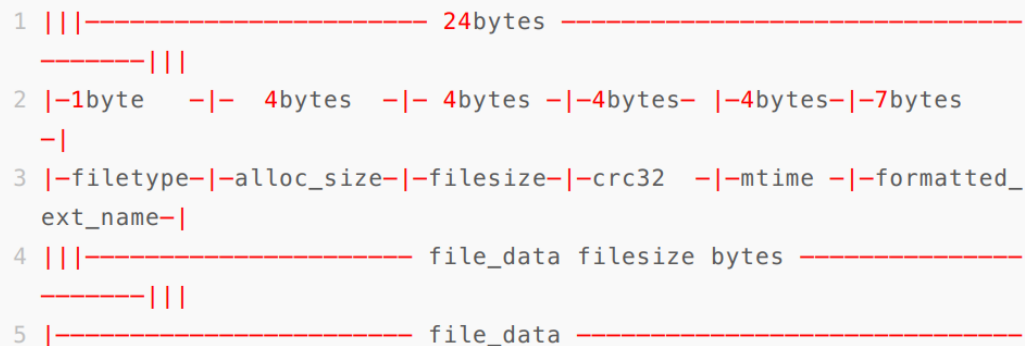 1 |||——————————————————————— 24bytes ———————————————————————————————
———————|||
2 |—1byte   —|—  4bytes  —|— 4bytes —|—4bytes— |—4bytes—|—7bytes
—|
3 |—filetype—|—alloc_size—|—filesize—|—crc32  —|—mtime —|—formatted_
ext_name—|
4 |||—————————————————————— file_data filesize bytes ———————————————
———————|||
5 |———————————————————————— file_data ——————————————————————————————